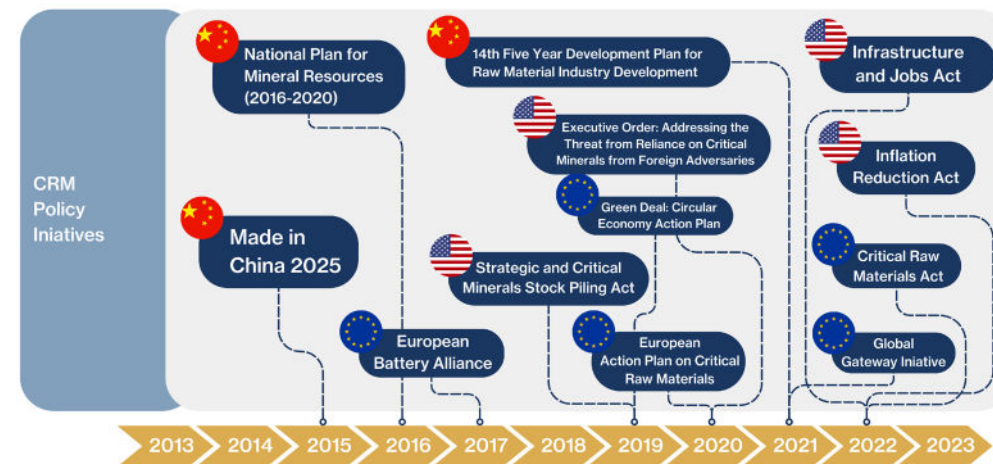 CRM
Policy
Iniatives
National Plan for
Mineral Resources
(2016-2020)
14th Five Year Development Plan for
Raw Material Industry Development
Infrastructure
and Jobs Act
Executive Order: Addressing the
Threat from Reliance on Critical
Minerals from Foreign Adversaries
Inflation
Reduction Act
Green Deal: Circular
Economy Action Plan
Made in
China 2025
Strategic and Critical
Minerals Stock Piling Act
Critical Raw
Materials Act
European
Battery Alliance
European
Action Plan on Critical
Raw Materials
Global
Gateway Iniative
2013
2014
2015
2016
2017
2018
2019
2020
2021
2022
2023